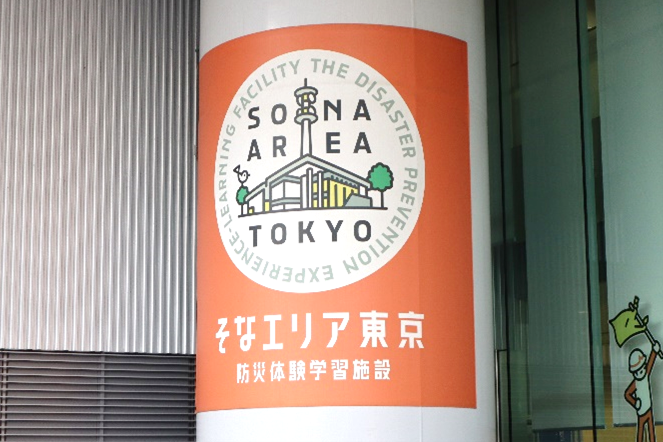 THE DISASTER PREVENTION EXPERIENCE-LEARNING FACILITY
SONA
AREA
TOKYO
そなエリア東京
防災体験学習施設